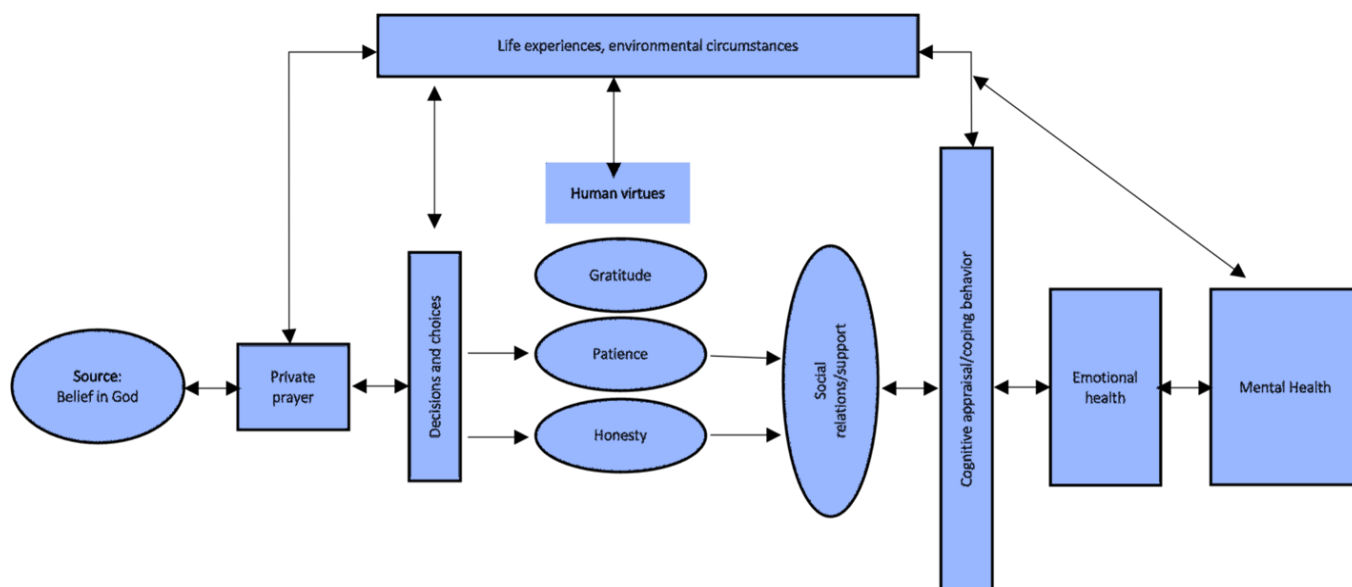 Life experiences, environmental circumstances
Human virtues
Gratitude
Patience
Honesty
Source:
Belief in God
Private
prayer
Decisions and choices
Social
relations/support
Cognitive appraisal/coping behavior
Emotional
health
Mental Health